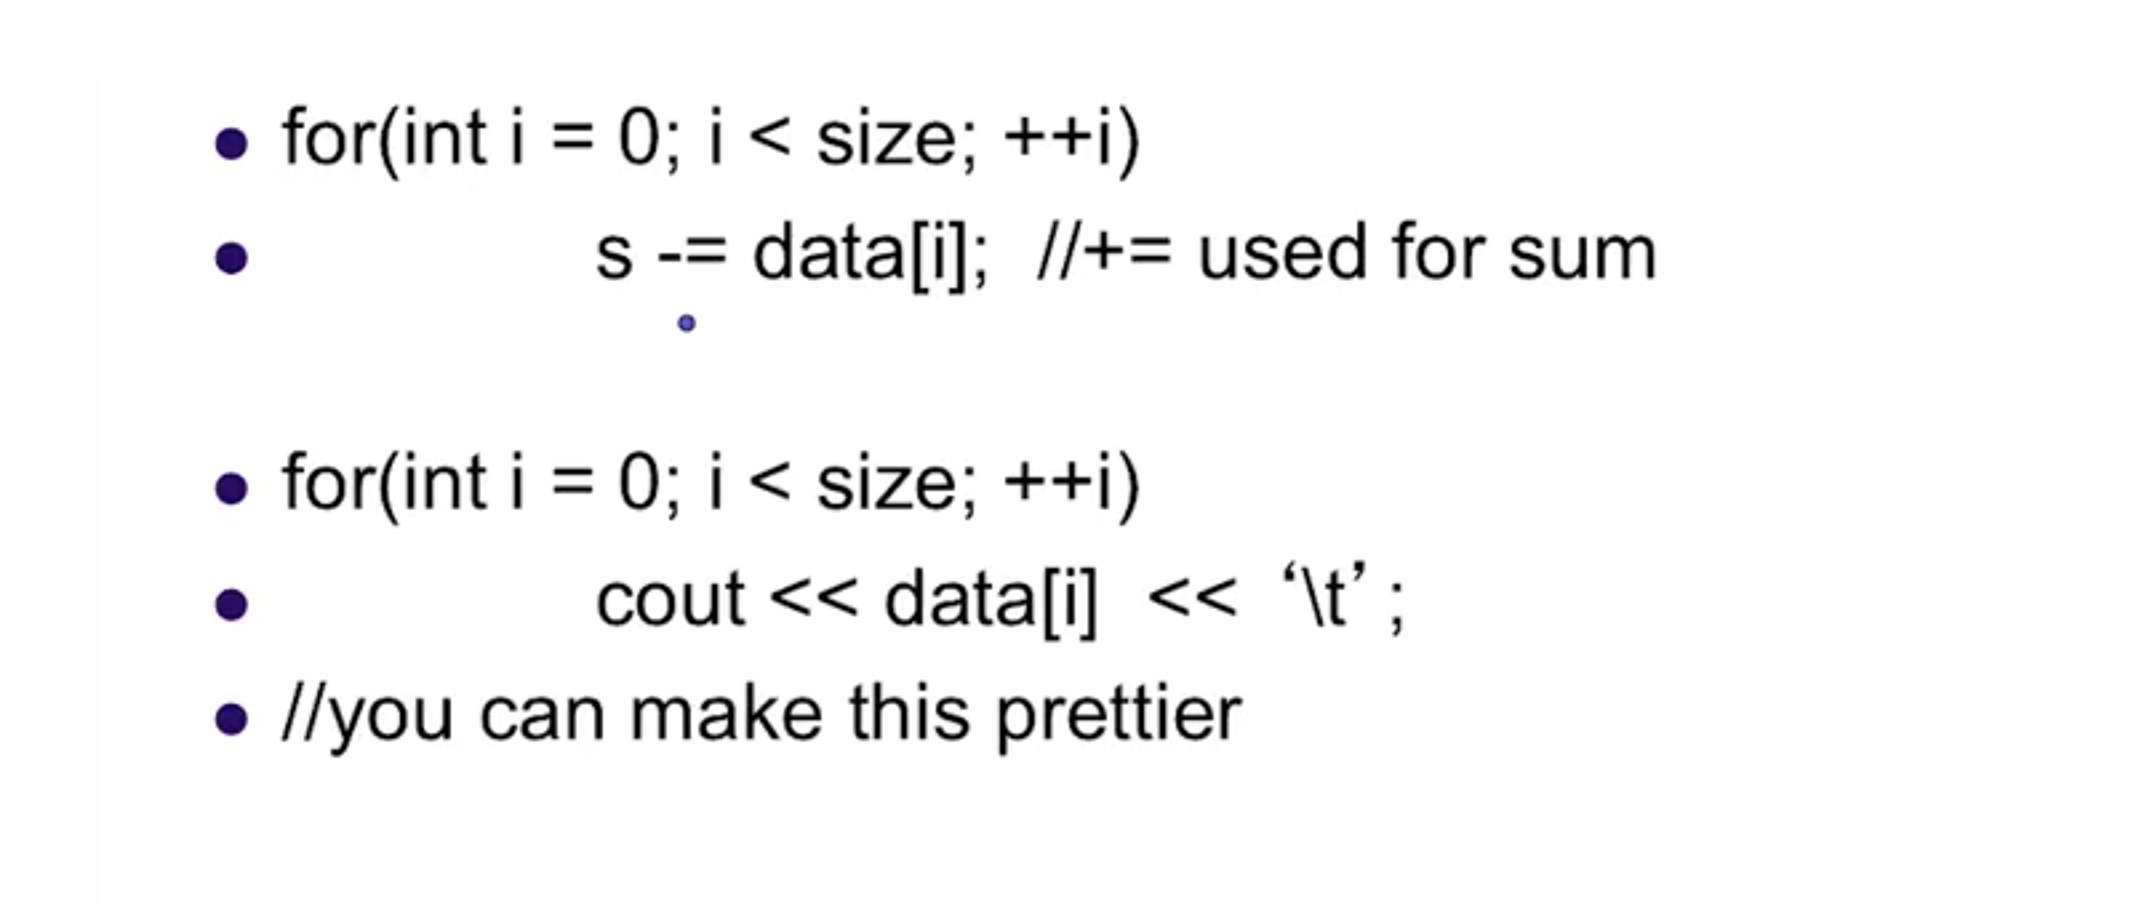 for(int i = 0; i < size; ++i)
s -= data[i]; //+= used for sum
for(int i = 0; i < size; ++i)
cout << data[i] << ‘\t’ ;
//you can make this prettier